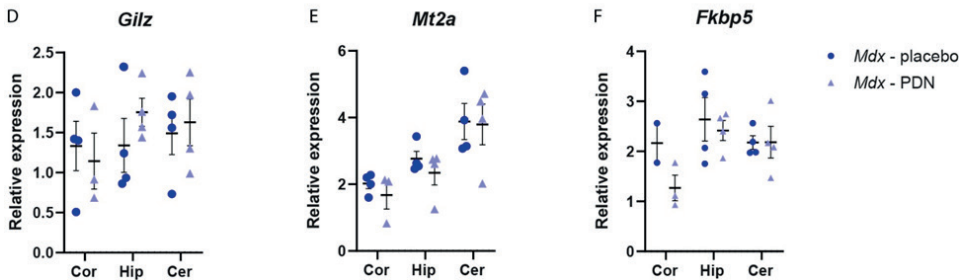 D
Gilz
Relative expression
2.5
2.0
1.5
1.0
0.5
0.0
Cor Hip Cer
E
Mt2a
Relative expression
6
4
2
0
Cor Hip Cer
F
Fkbp5
Relative expression
4
3
2
1
0
Cor Hip Cer
Mdx - placebo
Mdx - PDN